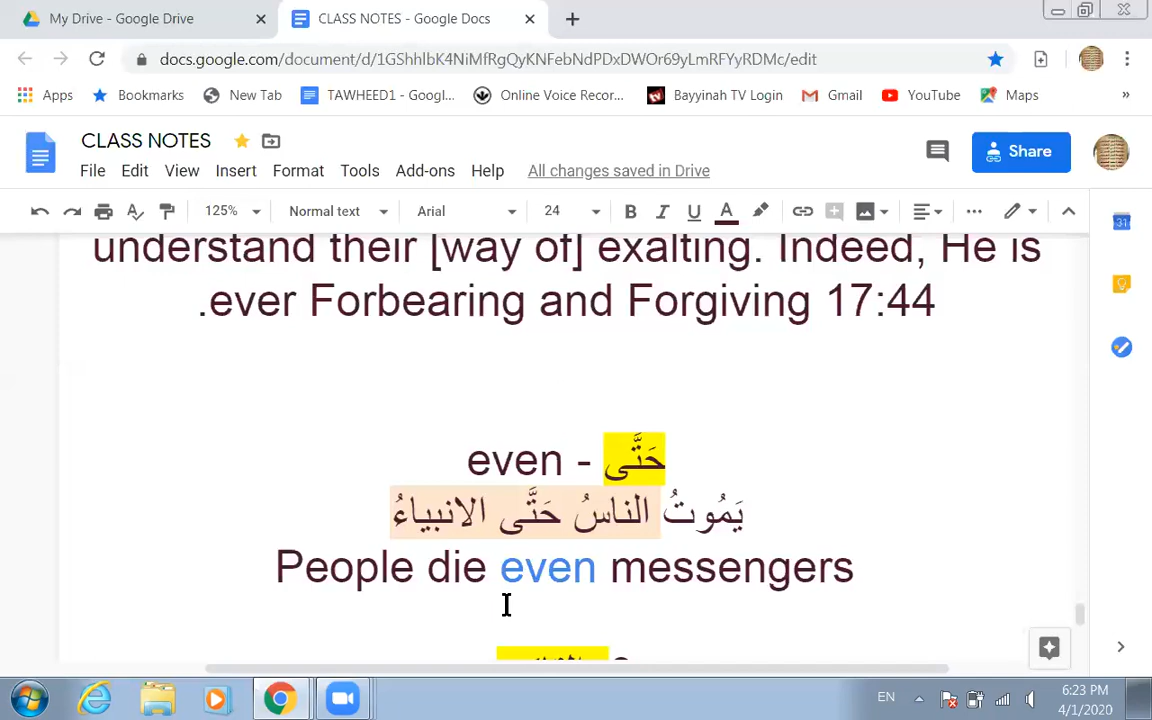 My Drive - Google Drive
CLASS NOTES - Google Docs
docs.google.com/document/d/1GShhlbK4NiMfRgQyKNFebNdPDxDWOr69yLmRFYyRDMc/edit
Apps Bookmarks New Tab TAWHEED1 - Googl... Online Voice Recor... Bayyinah TV Login Gmail YouTube Maps »
CLASS NOTES
File Edit View Insert Format Tools Add-ons Help All changes saved in Drive
Share
125% Normal text Arial 24 B I U A
31
understand their [way of] exalting. Indeed, He is
.ever Forbearing and Forgiving 17:44
even - حَتَّى
يَمُوتُ الناسُ حَتَّى الانبياءُ
People die even messengers
EN 6:23 PM
4/1/2020